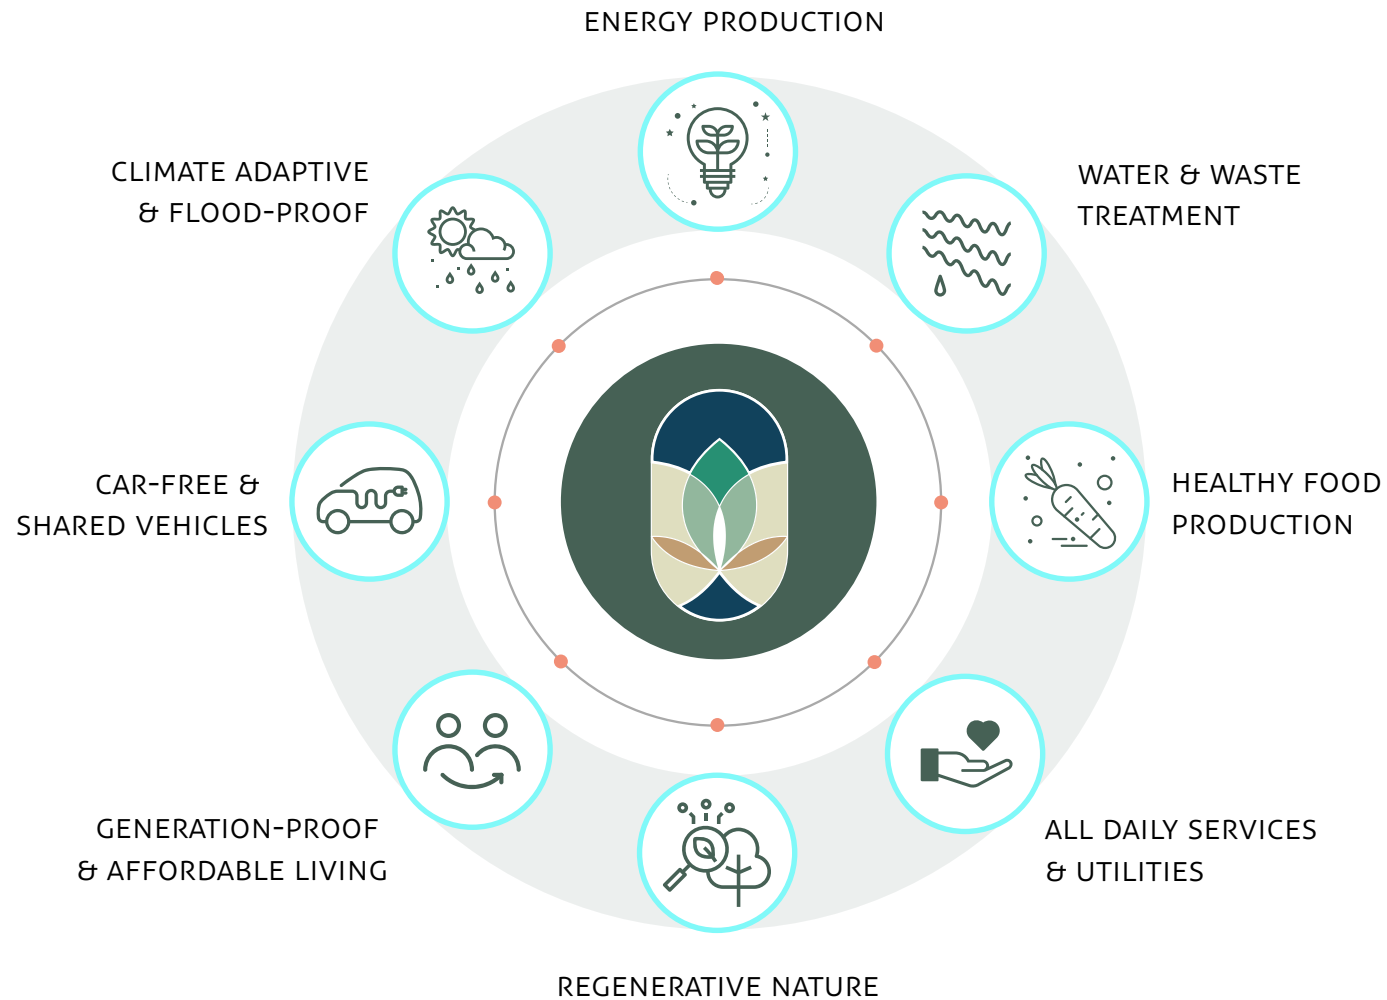 ENERGY PRODUCTION
CLIMATE ADAPTIVE
& FLOOD-PROOF
WATER & WASTE
TREATMENT
CAR-FREE &
SHARED VEHICLES
HEALTHY FOOD
PRODUCTION
GENERATION-PROOF
& AFFORDABLE LIVING
ALL DAILY SERVICES
& UTILITIES
REGENERATIVE NATURE